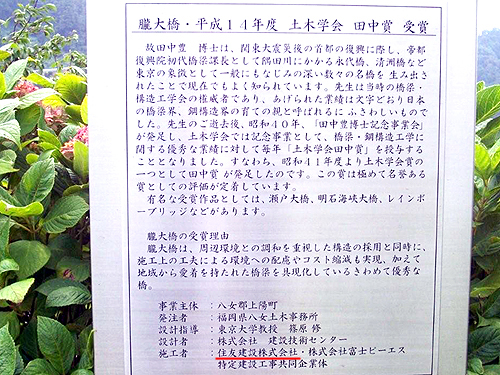 朧大橋・平成１４年度 土木学会 田中賞 受賞
故田中豊 博士は、関東大震災後の首都の復興に際し、帝都
復興院初代橋梁課長として隅田川にかかる永代橋、清洲橋など
東京の象徴として一般にもなじみの深い数々の名橋を 生み出さ
れたことで現在でもよく知られています。先生は当時の橋梁・
構造工学会の権威者であり、あげられた業績は文字どおり日本
の橋梁界、鋼構造界の育ての親と呼ばれるに ふさわしいもので
した。先生のご逝去後、昭和４０年、「田中豊博士記念事業会」
が発足し、土木学会では記念事業として、橋梁・鋼構造工学に
関する優秀な業績に対して毎年「土木学会田中賞」を授与する
こととなりました。すなわち、昭和４１年度より土木学会賞の
一つとして田中賞 が発足したのです。この賞は極めて名誉ある
賞としての評価が定着しています。
有名な受賞作品としては、瀬戸大橋、明石海峡大橋、レインボ
ーブリッジなどがあります。
朧大橋の受賞理由
朧大橋は、周辺環境との調和を重視した構造の採用と同時に、
施工上の工夫による環境への配慮やコスト縮減も実現、加えて
地域から愛着を持たれた橋梁を具現化しているきわめて優秀な
橋。
事業主体 ：八女郡上陽町
発注者 ：福岡県八女土木事務所
設計指導 ：東京大学教授 篠原 修
設計者 ：株式会社 建設技術センター
施工者 ：住友建設株式会社・株式会社富士ピーエス
特定建設工事共同企業体